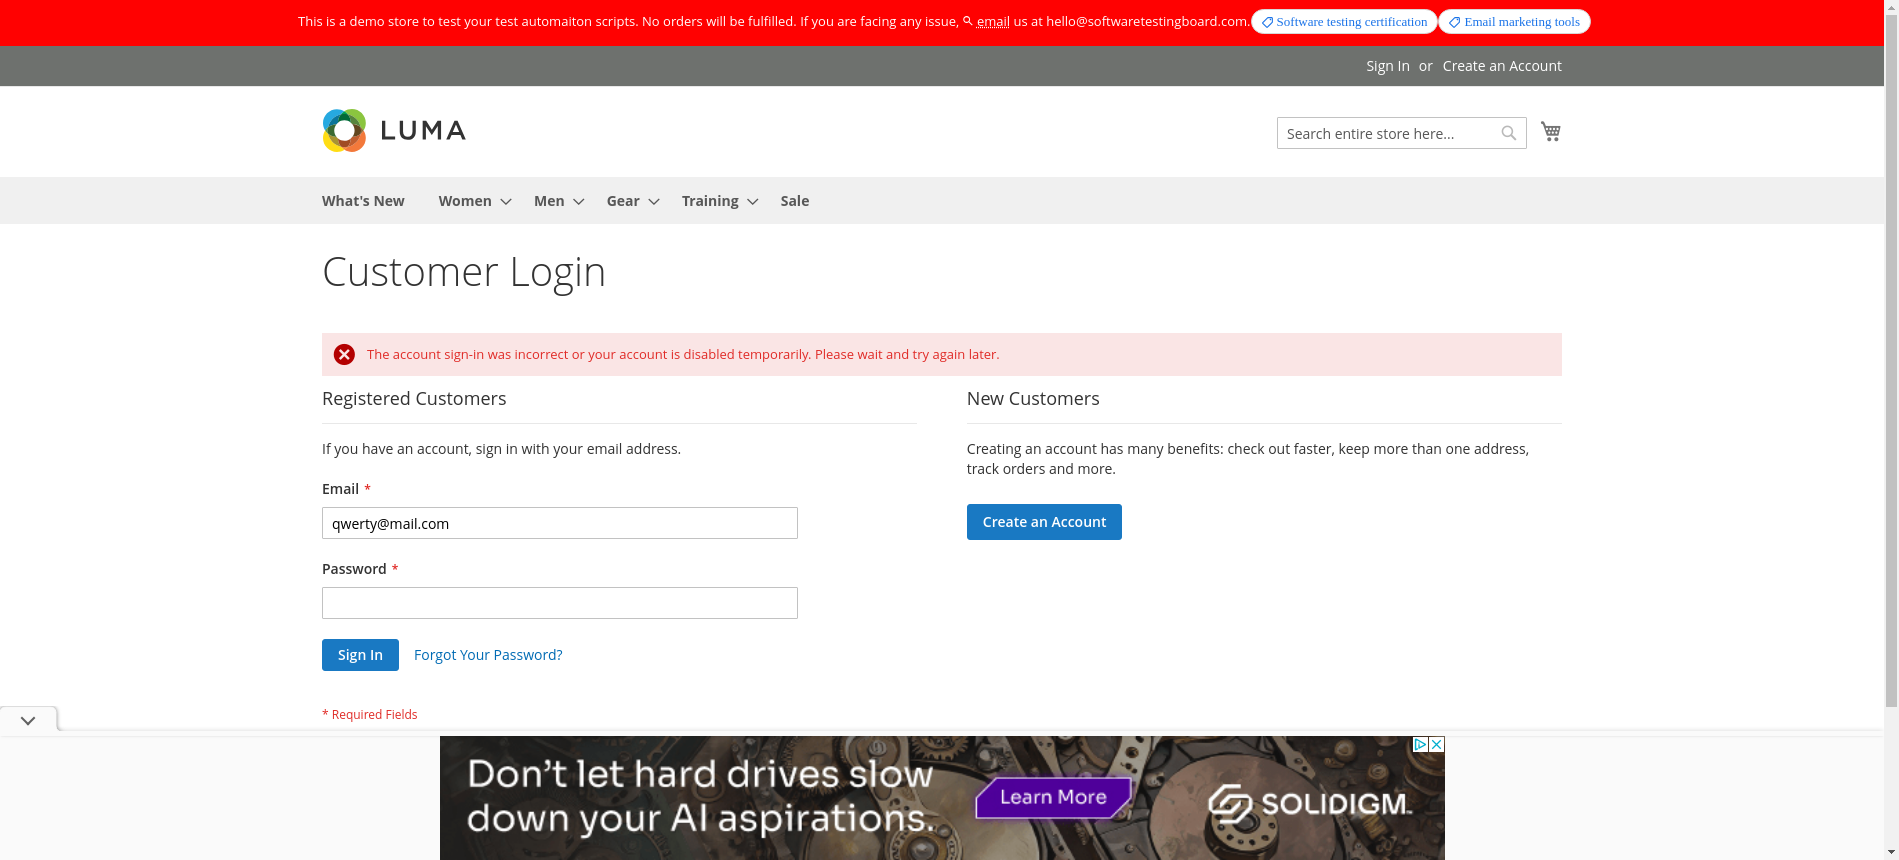 This is a demo store to test your test automaiton scripts. No orders will be fulfilled. If you are facing any issue, email us at hello@softwaretestingboard.com. Software testing certification Email marketing tools
Sign In or Create an Account
LUMA
Search entire store here...
What's New Women Men Gear Training Sale
Customer Login
The account sign-in was incorrect or your account is disabled temporarily. Please wait and try again later.
Registered Customers
If you have an account, sign in with your email address.
Email *
qwerty@mail.com
Password *
Sign In Forgot Your Password?
* Required Fields
New Customers
Creating an account has many benefits: check out faster, keep more than one address,
track orders and more.
Create an Account
Don't let hard drives slow
down your AI aspirations.
Learn More
SOLIDIGM